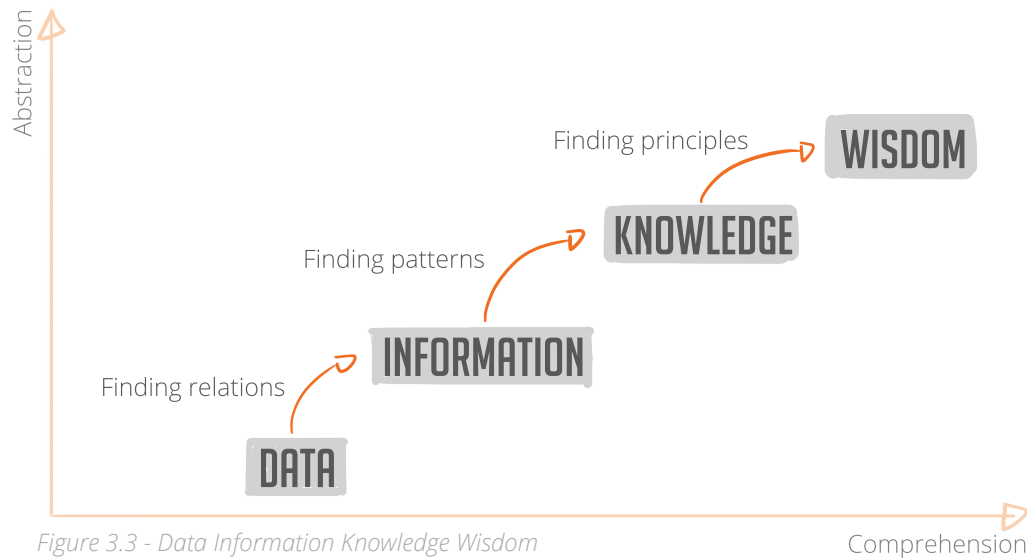 Abstraction
Finding principles
WISDOM
KNOWLEDGE
Finding patterns
INFORMATION
Finding relations
DATA
Figure 3.3 - Data Information Knowledge Wisdom
Comprehension